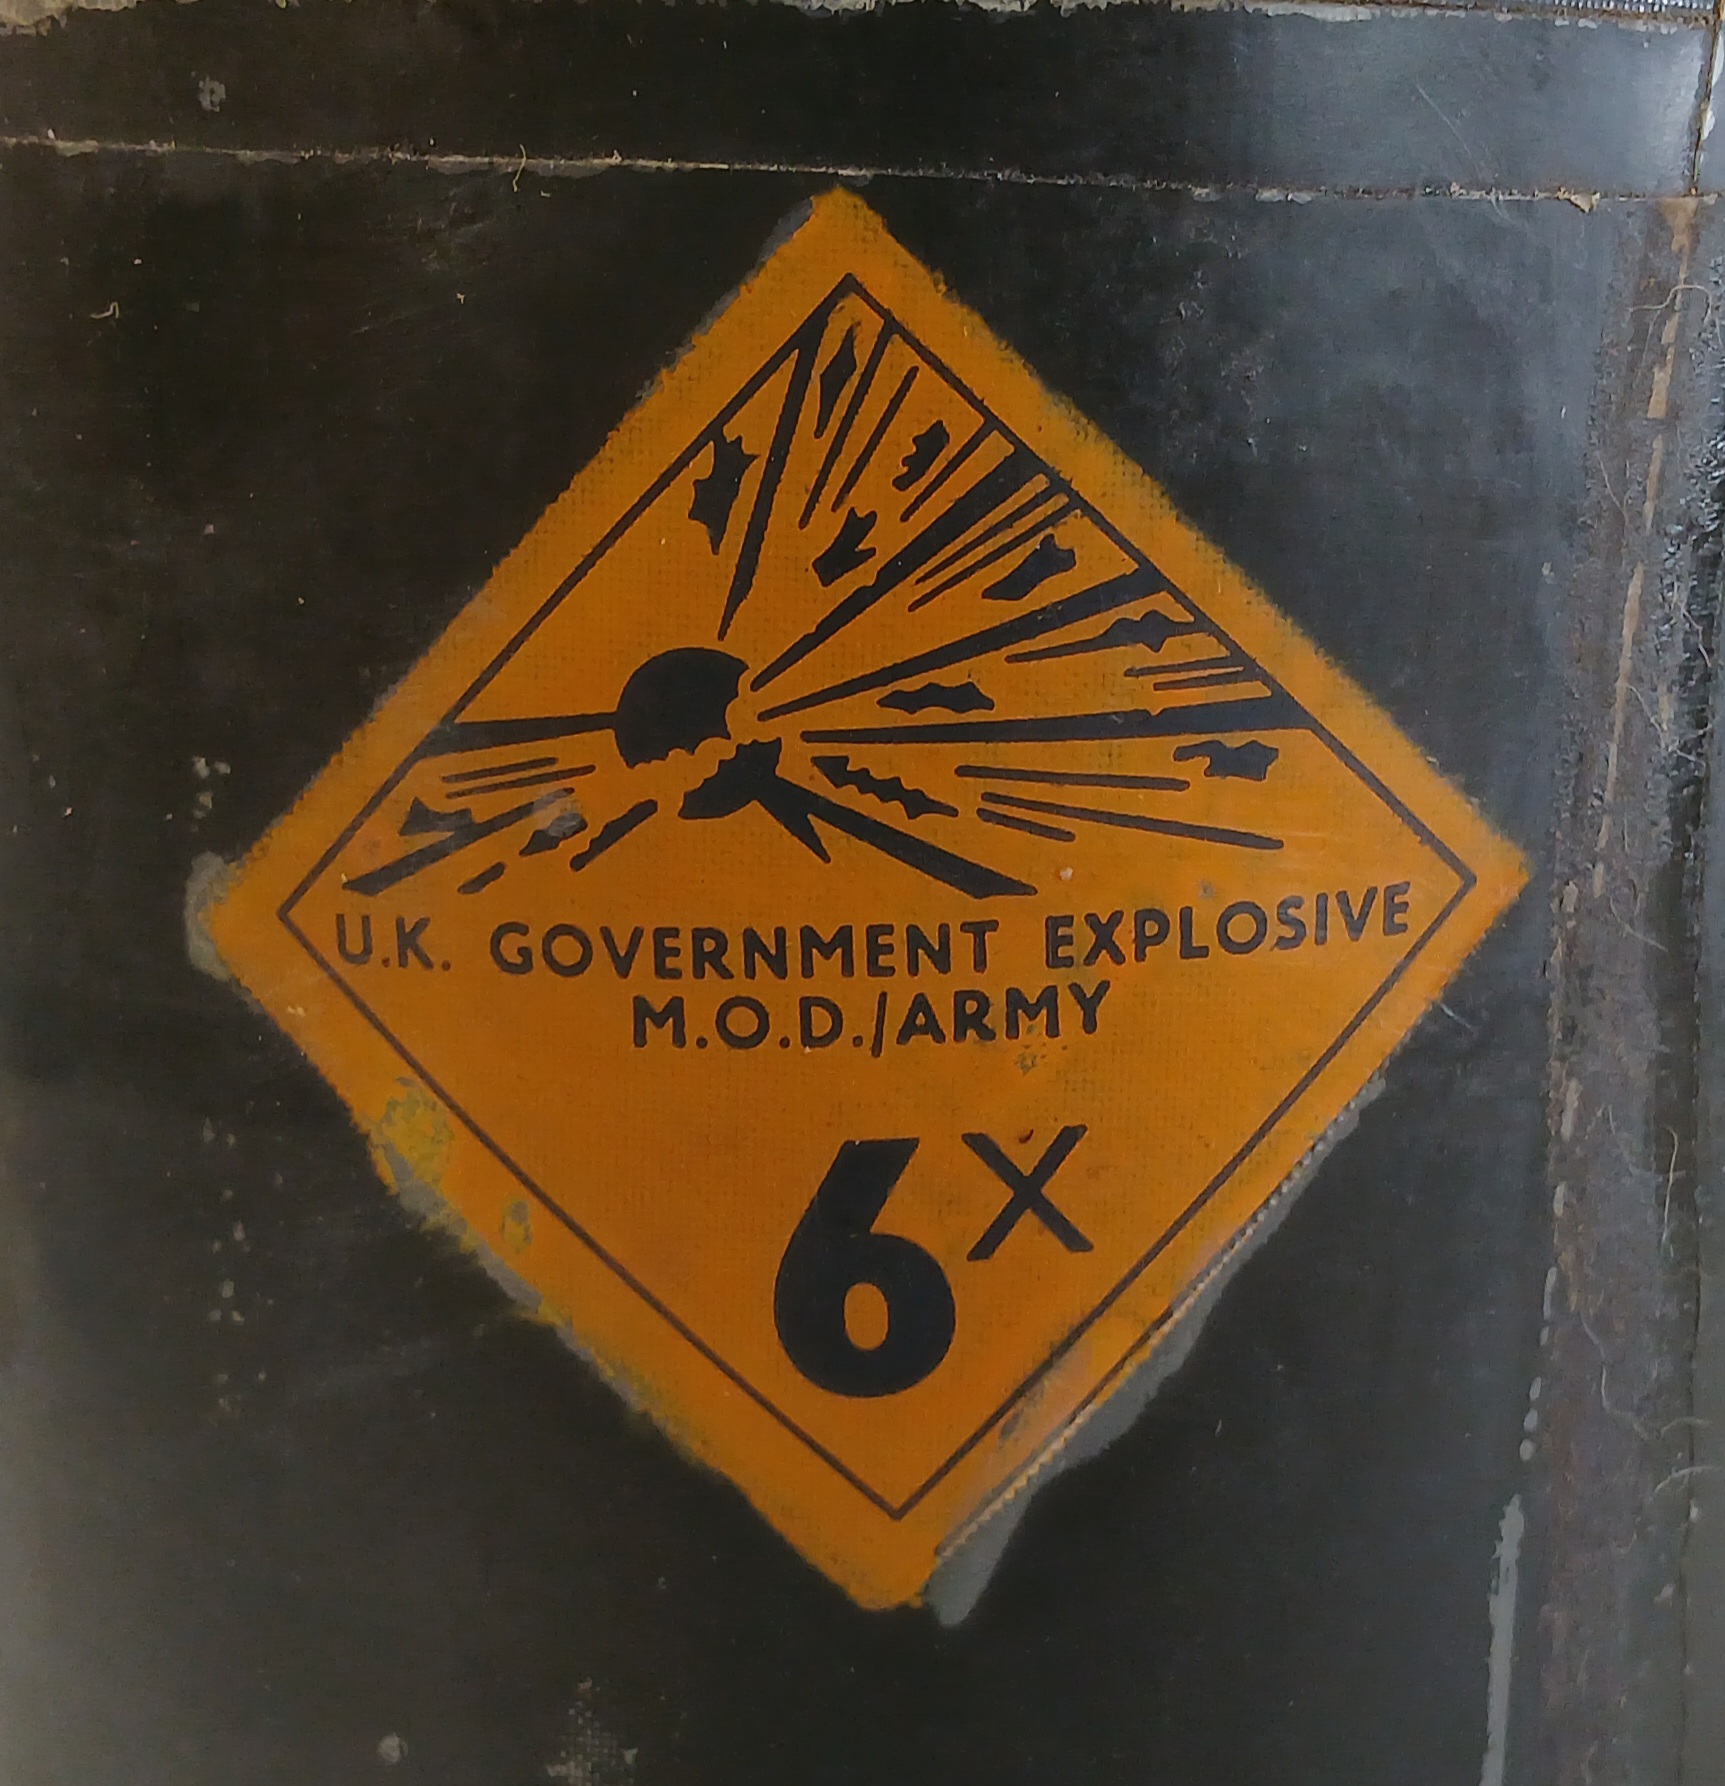 U.K. GOVERNMENT EXPLOSIVE
M.O.D./ARMY
6X